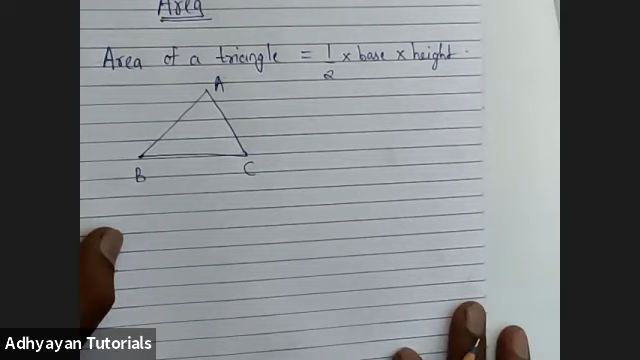 Area
Area of a triangle = 1/2 x base x height.
A
B
C
Adhyayan Tutorials